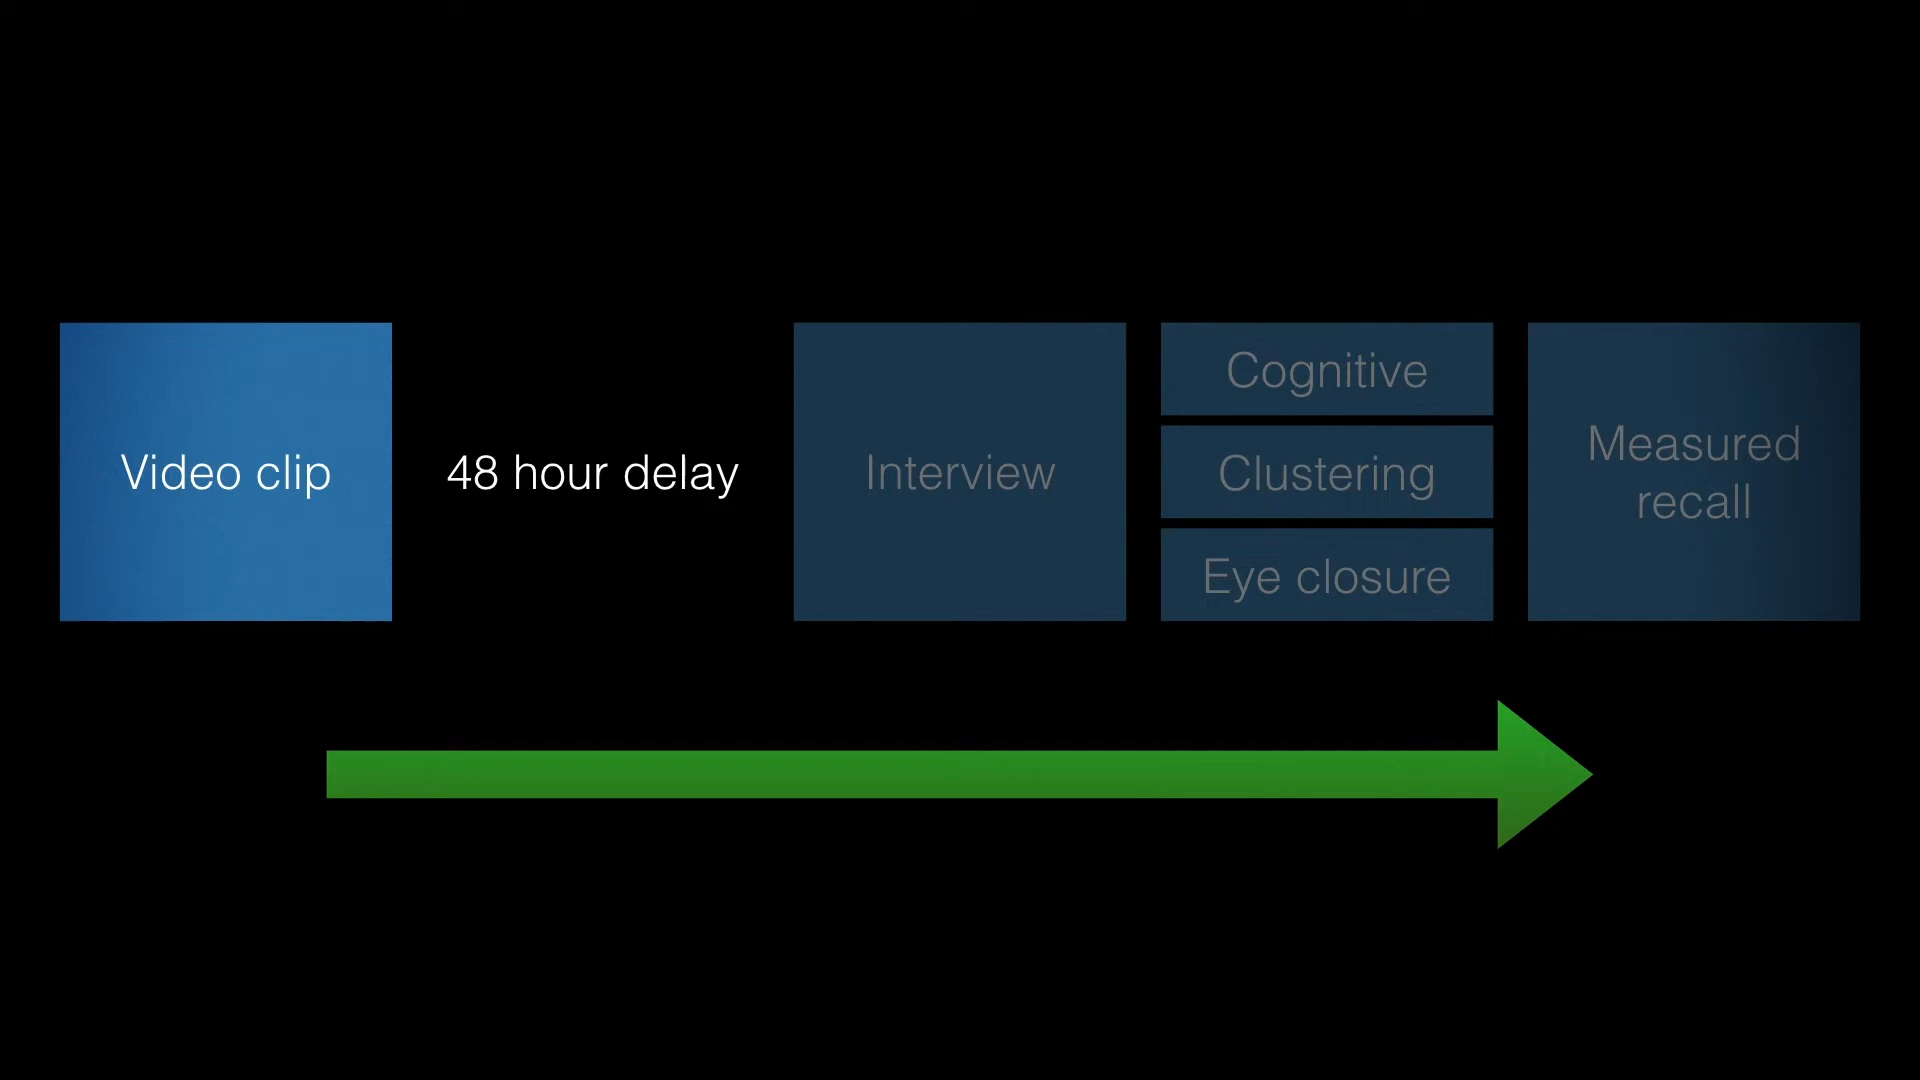 Video clip
48 hour delay
Interview
Cognitive
Clustering
Eye closure
Measured
recall